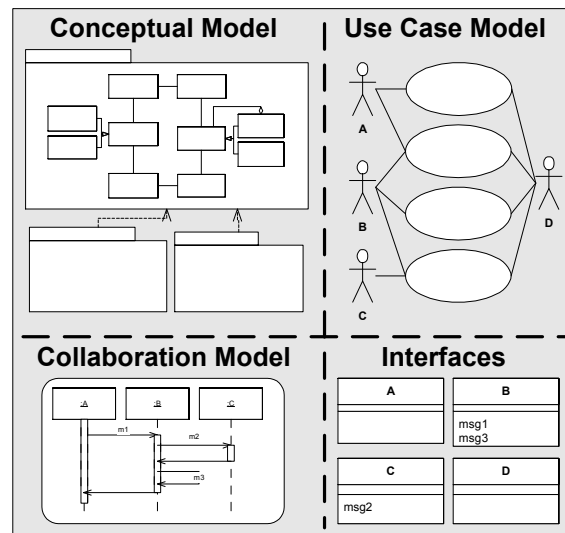 Conceptual Model
Use Case Model
A
B
C
D
Collaboration Model
:A
:B
:C
m1
m2
m3
Interfaces
A
B
msg1
msg3
C
D
msg2